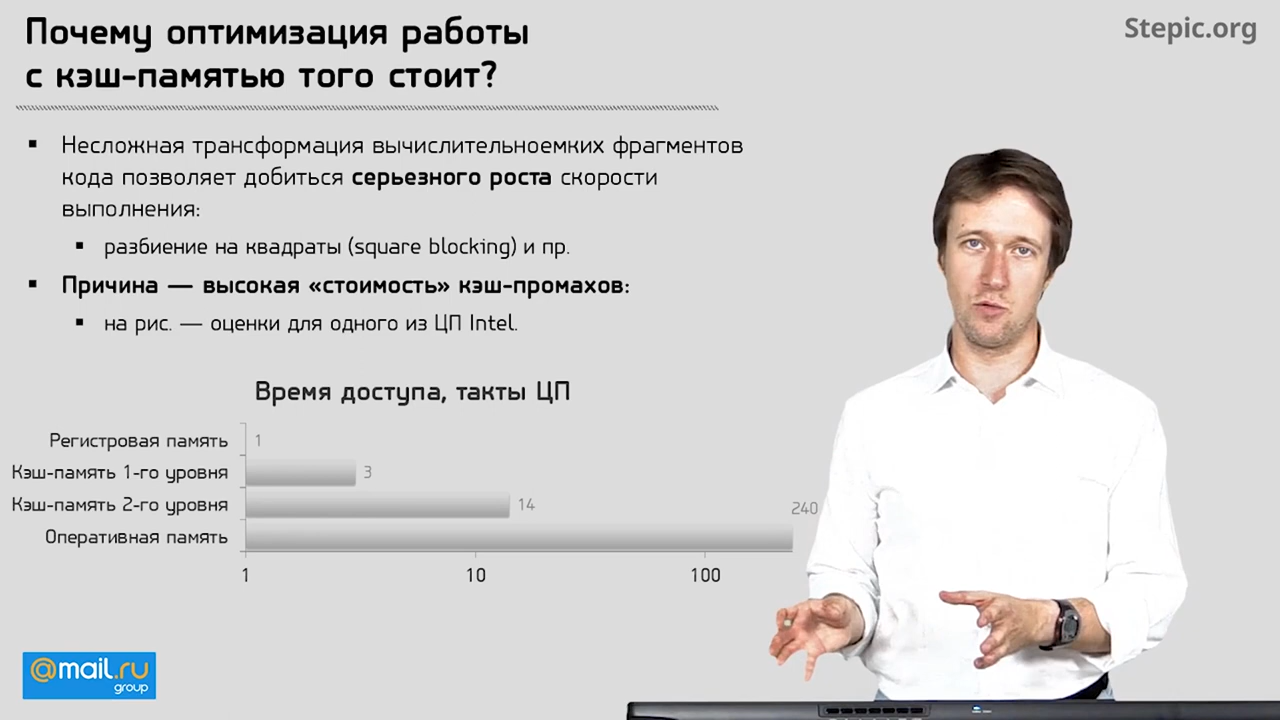 Почему оптимизация работы
с кэш-памятью того стоит?
Stepic.org
▪ Несложная трансформация вычислительноемких фрагментов
кода позволяет добиться серьезного роста скорости
выполнения:
▪ разбиение на квадраты (square blocking) и пр.
▪ Причина — высокая «стоимость» кэш-промахов:
▪ на рис. — оценки для одного из ЦП Intel.
Время доступа, такты ЦП
Регистровая память 1
Кэш-память 1-го уровня 3
Кэш-память 2-го уровня 14
Оперативная память 240
1 10 100
@mail.ru
group